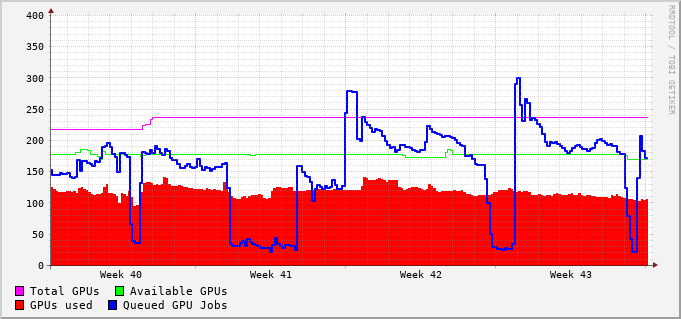 400
350
300
250
200
150
100
50
0
Week 40 Week 41 Week 42 Week 43
Total GPUs Available GPUs
GPUs used Queued GPU Jobs
RRDTOOL / TOBI OETIKER